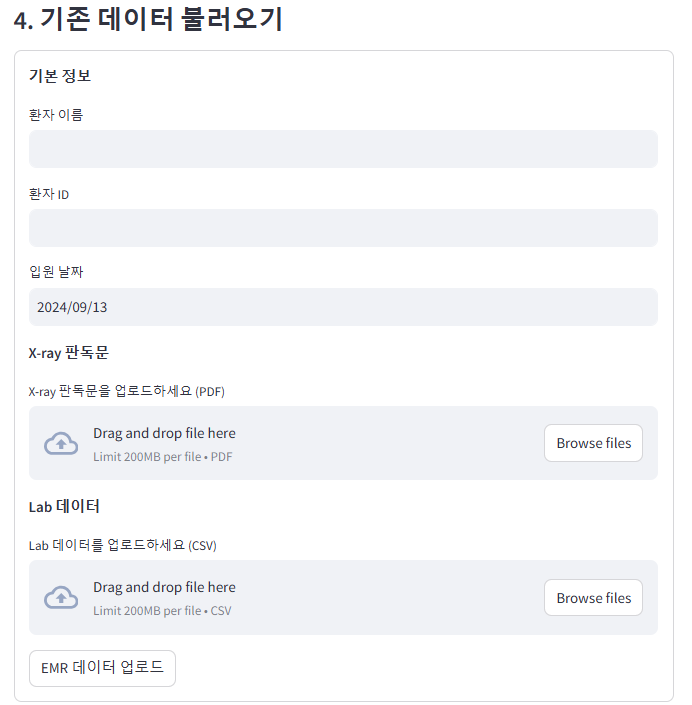 4. 기존 데이터 불러오기
기본 정보
환자 이름
환자 ID
입원 날짜
2024/09/13
X-ray 판독문
X-ray 판독문을 업로드하세요 (PDF)
Drag and drop file here
Limit 200MB per file • PDF
Browse files
Lab 데이터
Lab 데이터를 업로드하세요 (CSV)
Drag and drop file here
Limit 200MB per file • CSV
Browse files
EMR 데이터 업로드